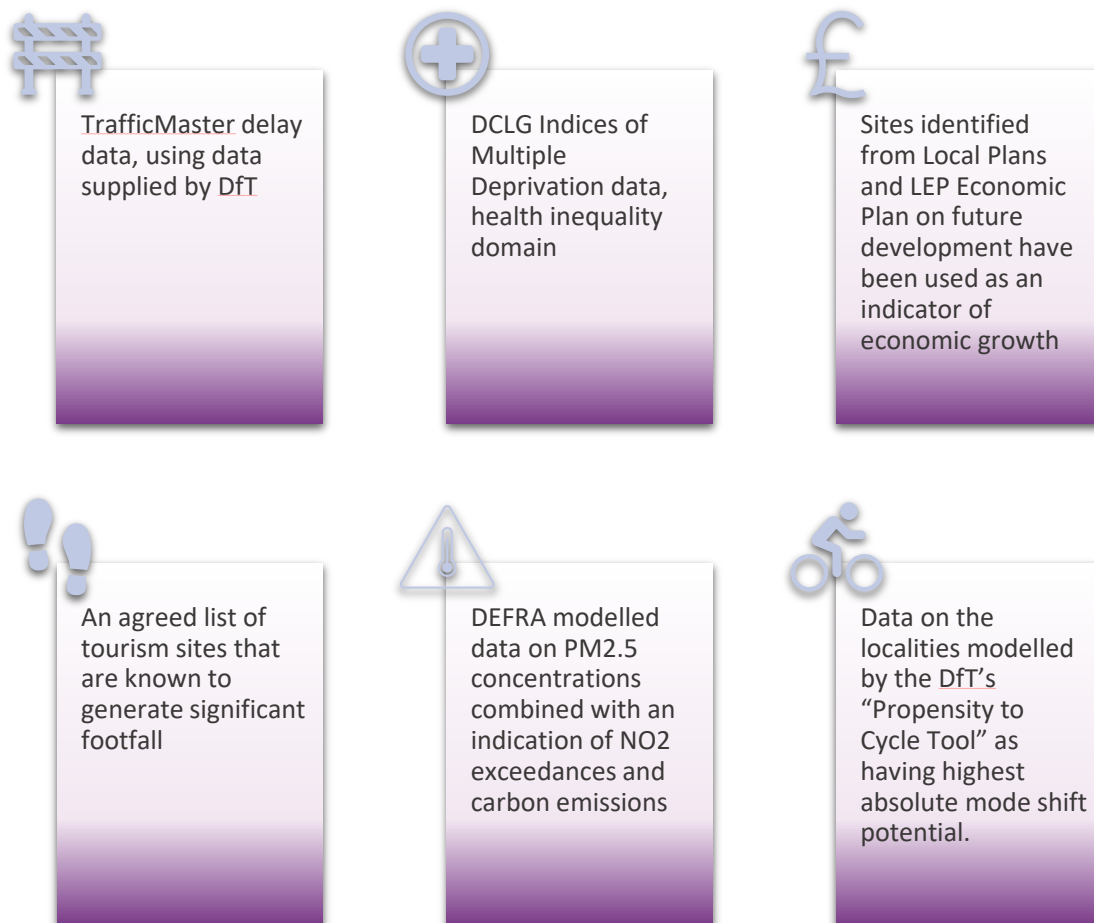 TrafficMaster delay
data, using data
supplied by DfT
DCLG Indices of
Multiple
Deprivation data,
health inequality
domain
Sites identified
from Local Plans
and LEP Economic
Plan on future
development have
been used as an
indicator of
economic growth
An agreed list of
tourism sites that
are known to
generate significant
footfall
DEFRA modelled
data on PM2.5
concentrations
combined with an
indication of NO2
exceedances and
carbon emissions
Data on the
localities modelled
by the DfT’s
“Propensity to
Cycle Tool” as
having highest
absolute mode shift
potential.